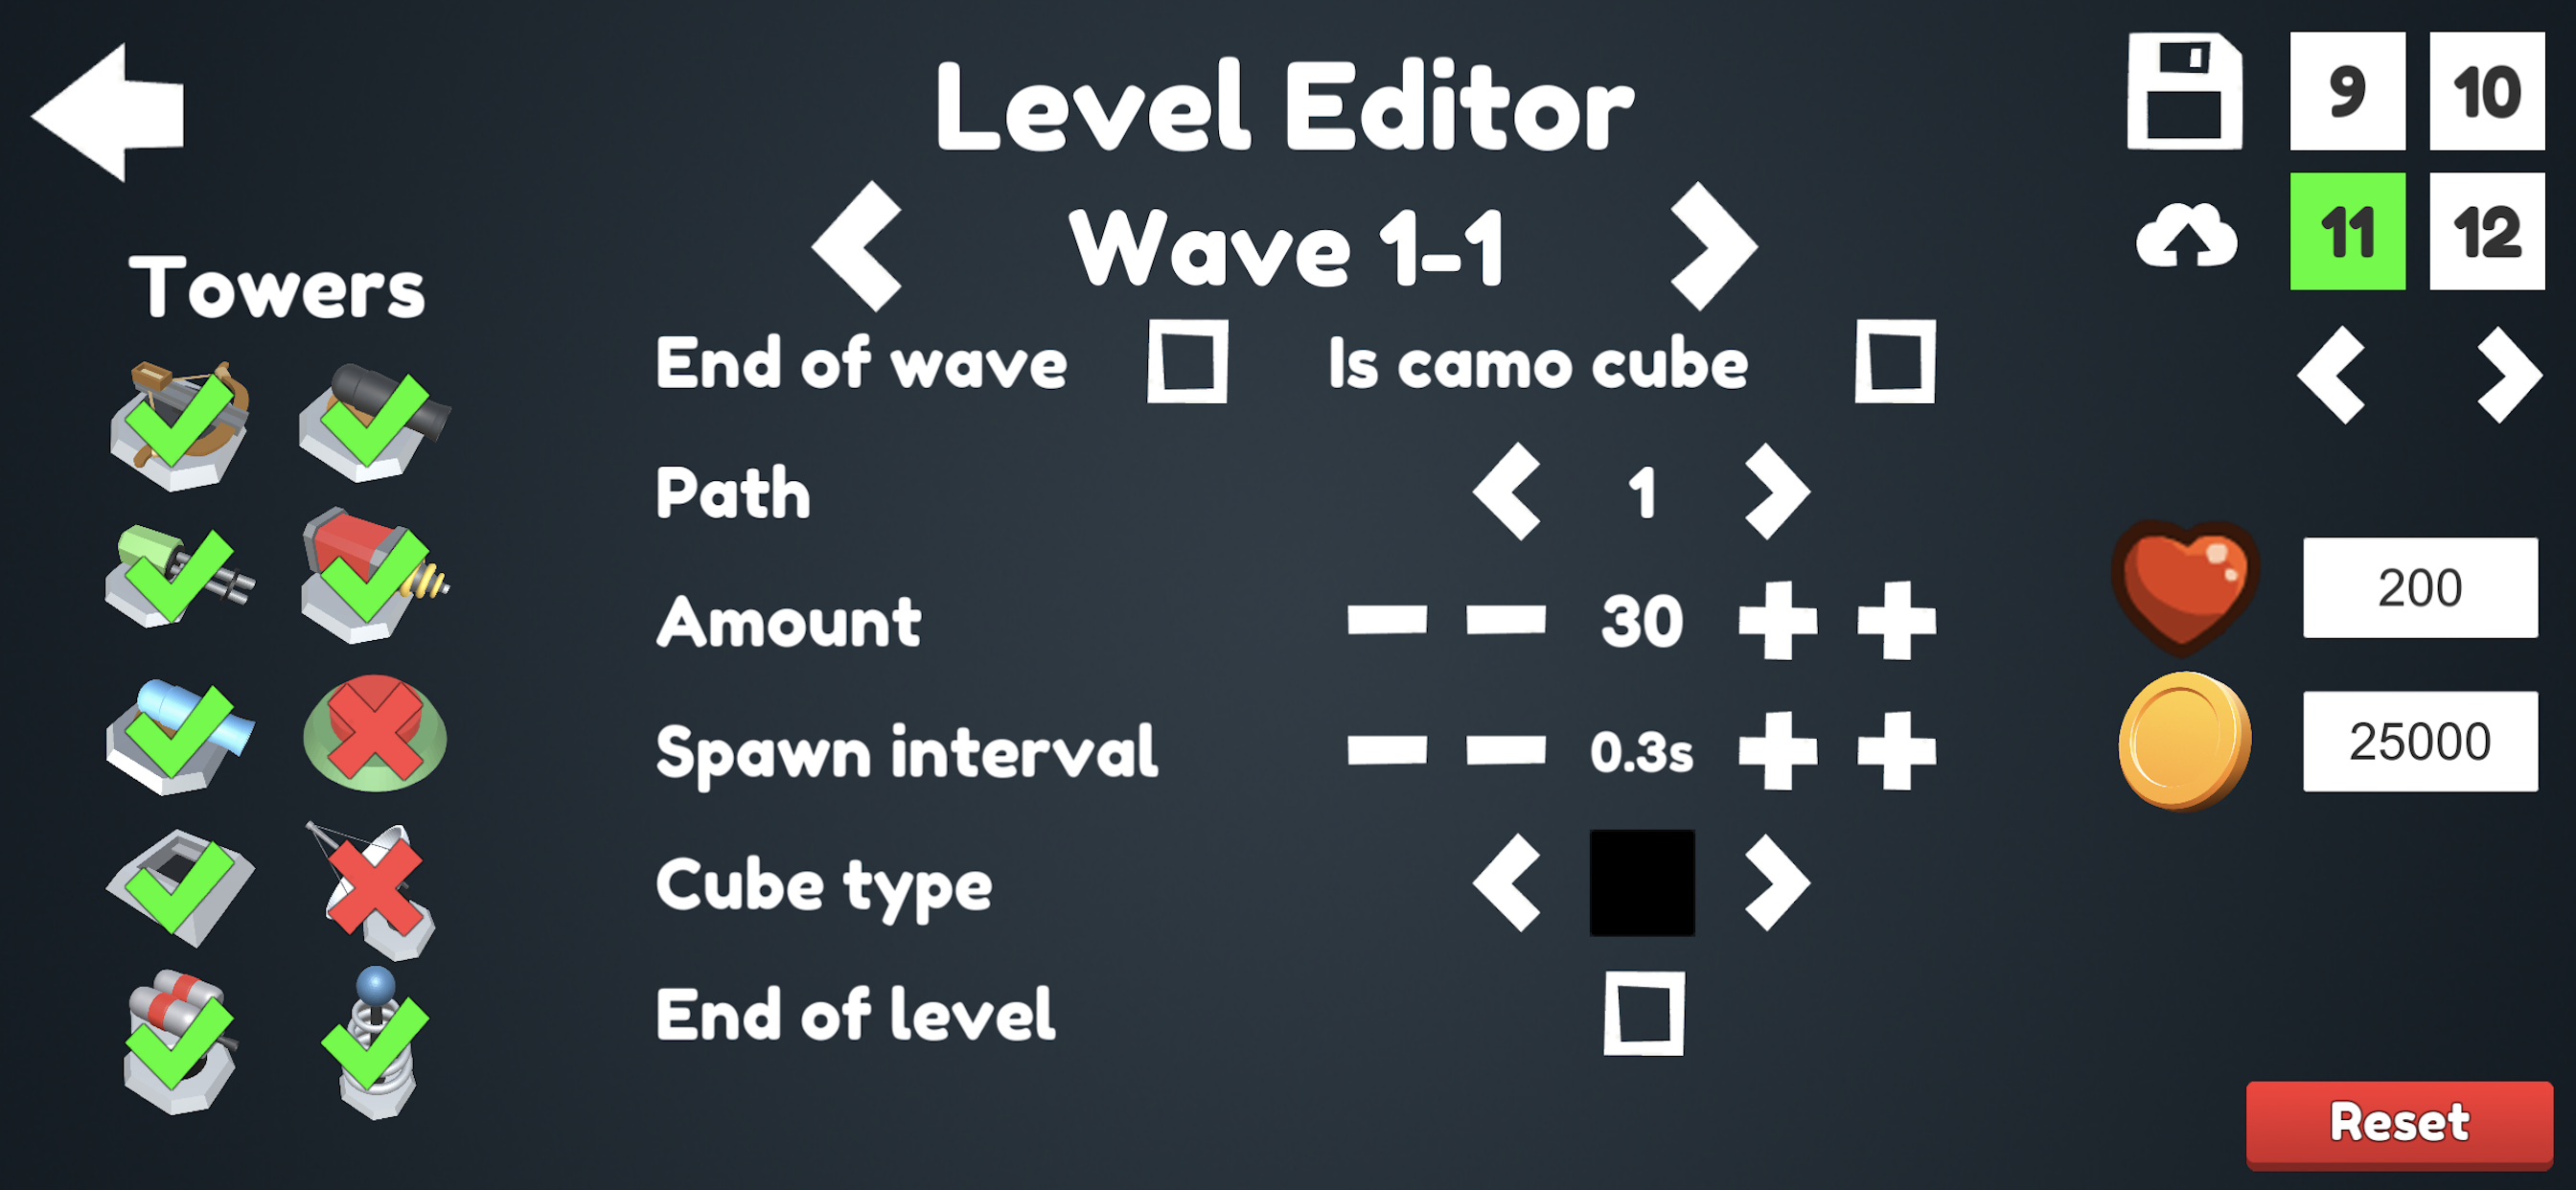 Level Editor
9
10
Wave 1-1
11
12
Towers
End of wave
Is camo cube
Path
1
Amount
30
200
Spawn interval
0.3s
25000
Cube type
End of level
Reset